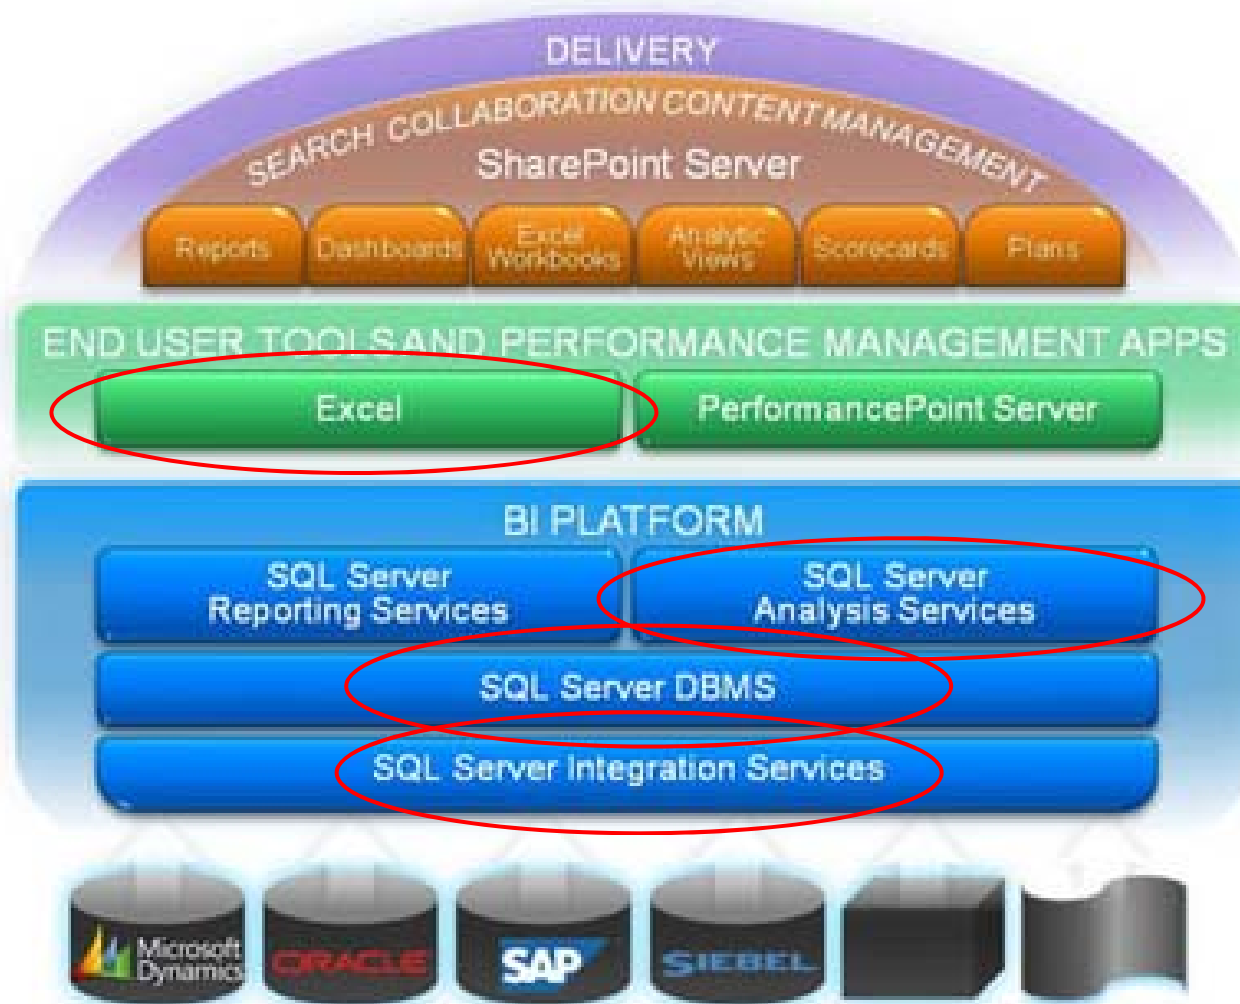 DELIVERY
SEARCH COLLABORATION CONTENT MANAGEMENT
SharePoint Server
Reports
Dashboards
Excel
Workbooks
Analytic
Views
Scorecards
Plans
END USER TOOLS AND PERFORMANCE MANAGEMENT APPS
Excel
PerformancePoint Server
BI PLATFORM
SQL Server
Reporting Services
SQL Server
Analysis Services
SQL Server DBMS
SQL Server Integration Services
Microsoft
Dynamics
ORACLE
SAP
SIEBEL